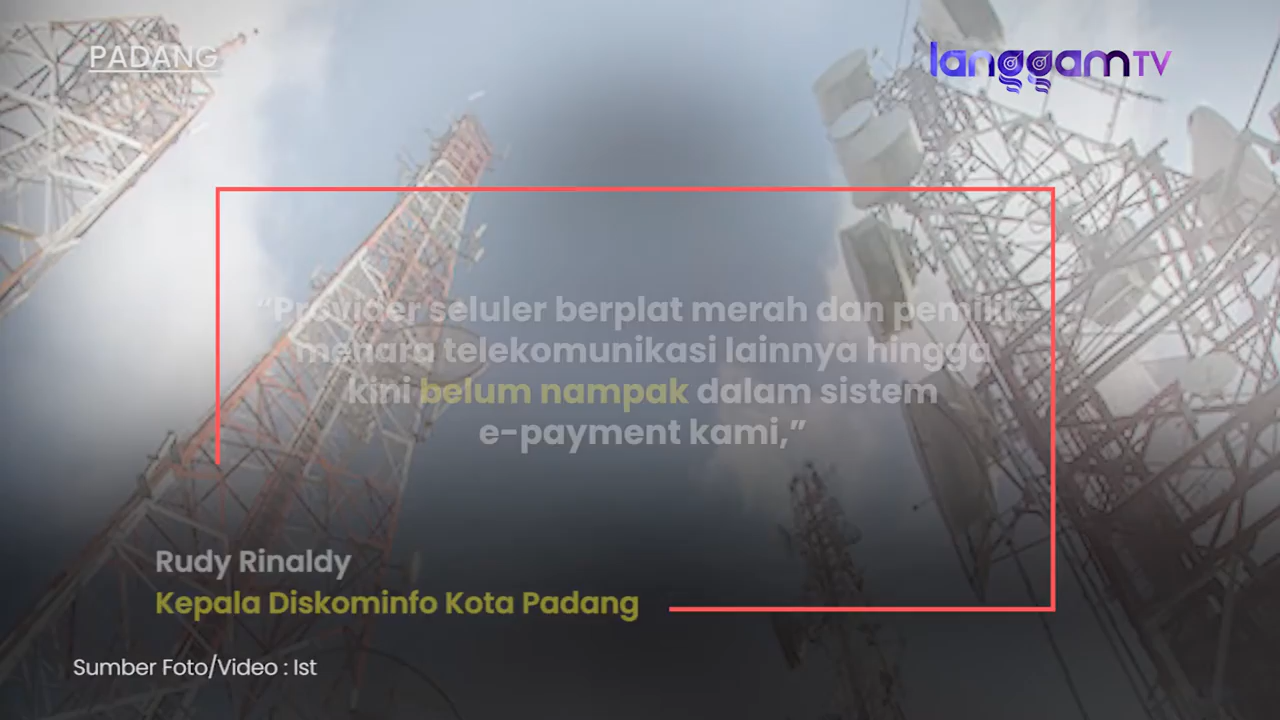 PADANG
langgamTV
“Provider seluler berplat merah dan pemilik
menara telekomunikasi lainnya hingga
kini belum nampak dalam sistem
e-payment kami,”
Rudy Rinaldy
Kepala Diskominfo Kota Padang
Sumber Foto/Video : Ist